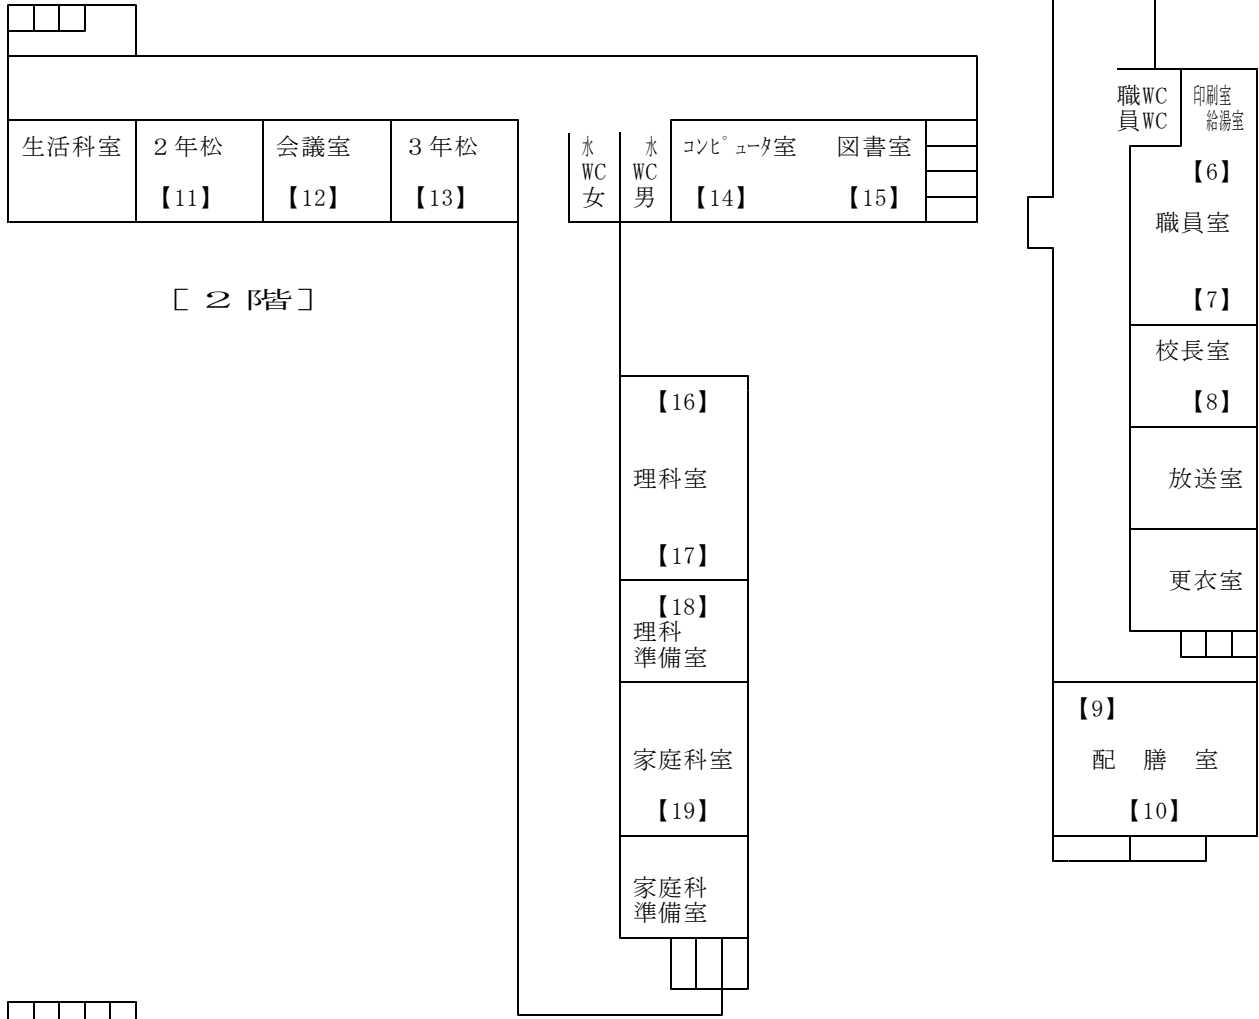 生活科室
２年松
【11】
会議室
【12】
３年松
【13】
水
WC
女
水
WC
男
コンピュータ室
【14】
図書室
【15】
［２階］
【16】
理科室
【17】
【18】
理科
準備室
家庭科室
【19】
家庭科
準備室
職WC
員WC
印刷室
給湯室
【6】
職員室
【7】
校長室
【8】
放送室
更衣室
【9】
配 膳 室
【10】